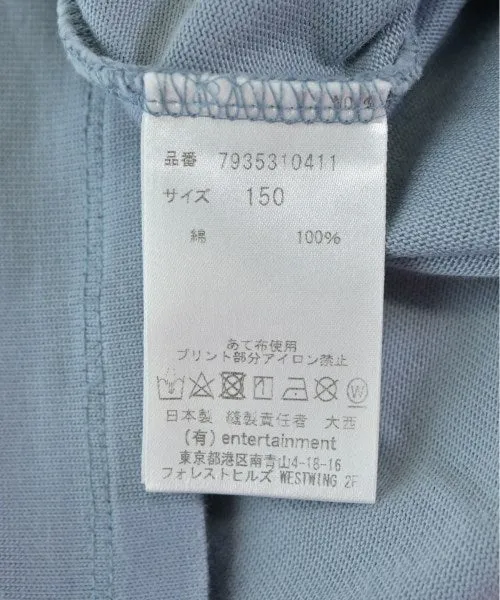 品番 7935310411
サイズ 150
綿 100%
あて布使用
プリント部分アイロン禁止
日本製 縫製責任者 大西
(有) entertainment
東京都港区南青山4-18-16
フォレストヒルズ WESTWING 2F